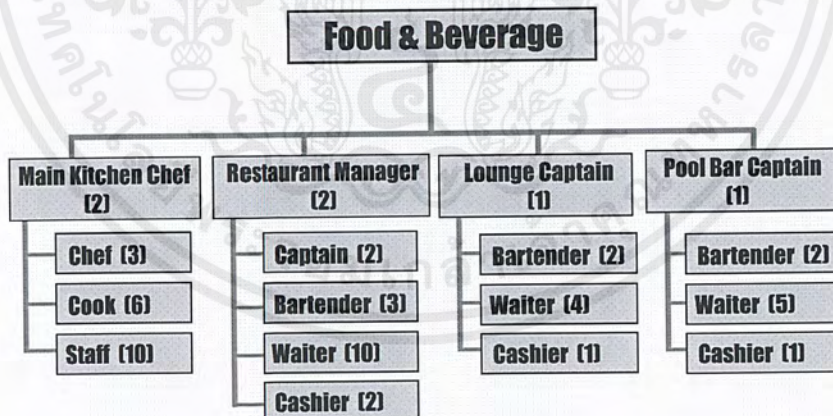 Food & Beverage
Main Kitchen Chef
(2)
Chef (3)
Cook (6)
Staff (10)
Restaurant Manager
(2)
Captain (2)
Bartender (3)
Waiter (10)
Cashier (2)
Lounge Captain
(1)
Bartender (2)
Waiter (4)
Cashier (1)
Pool Bar Captain
(1)
Bartender (2)
Waiter (5)
Cashier (1)